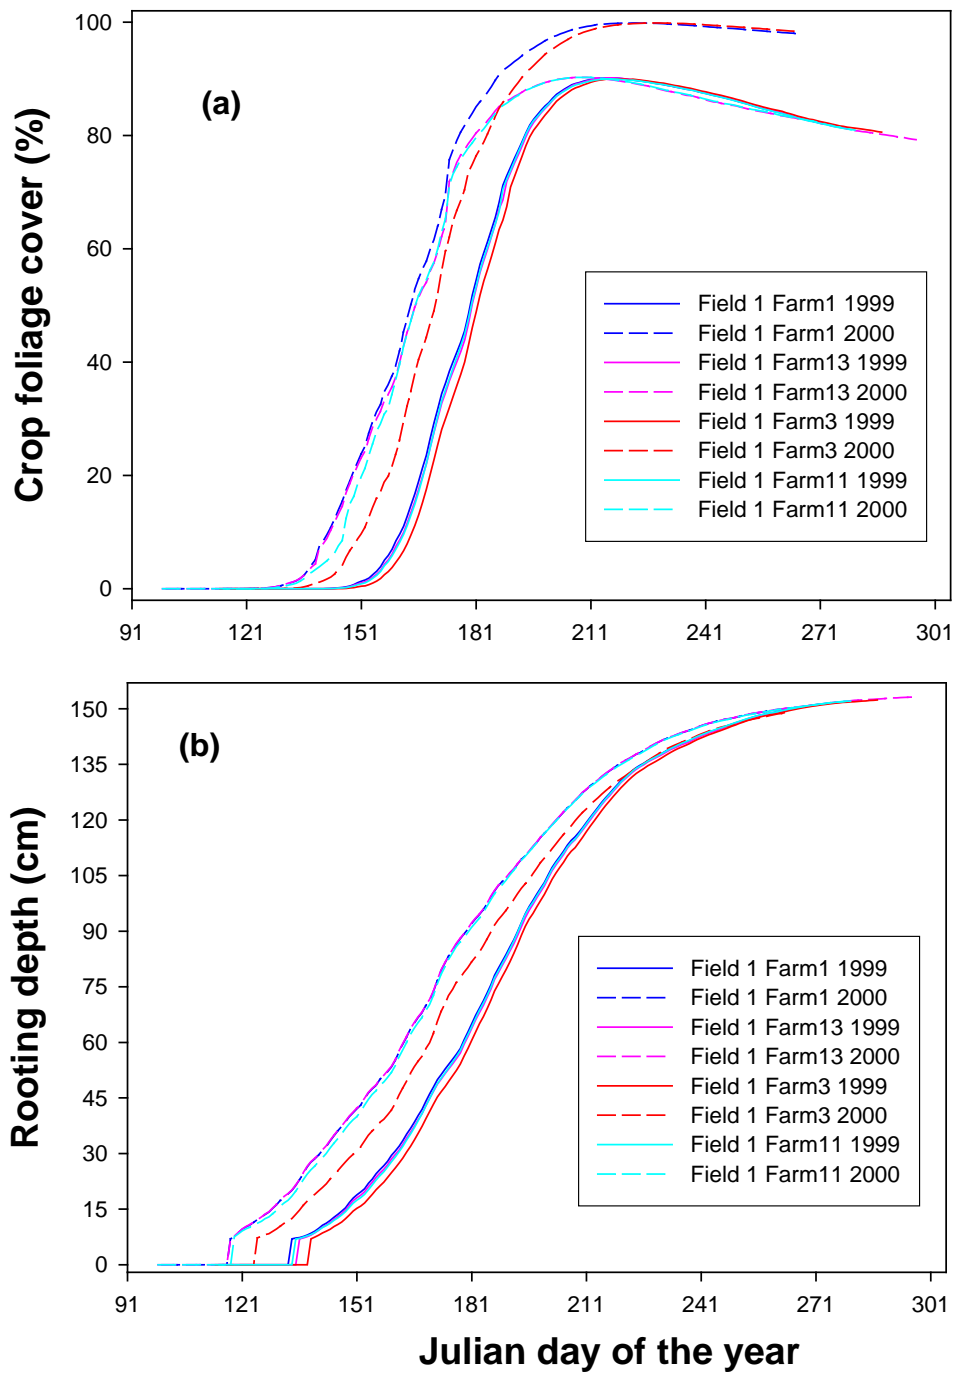 Crop foliage cover (%)
100
80
60
40
20
0
(a)
Field 1 Farm1 1999
Field 1 Farm1 2000
Field 1 Farm13 1999
Field 1 Farm13 2000
Field 1 Farm3 1999
Field 1 Farm3 2000
Field 1 Farm11 1999
Field 1 Farm11 2000
91 121 151 181 211 241 271 301
Rooting depth (cm)
150
135
120
105
90
75
60
45
30
15
0
(b)
Field 1 Farm1 1999
Field 1 Farm1 2000
Field 1 Farm13 1999
Field 1 Farm13 2000
Field 1 Farm3 1999
Field 1 Farm3 2000
Field 1 Farm11 1999
Field 1 Farm11 2000
91 121 151 181 211 241 271 301
Julian day of the year